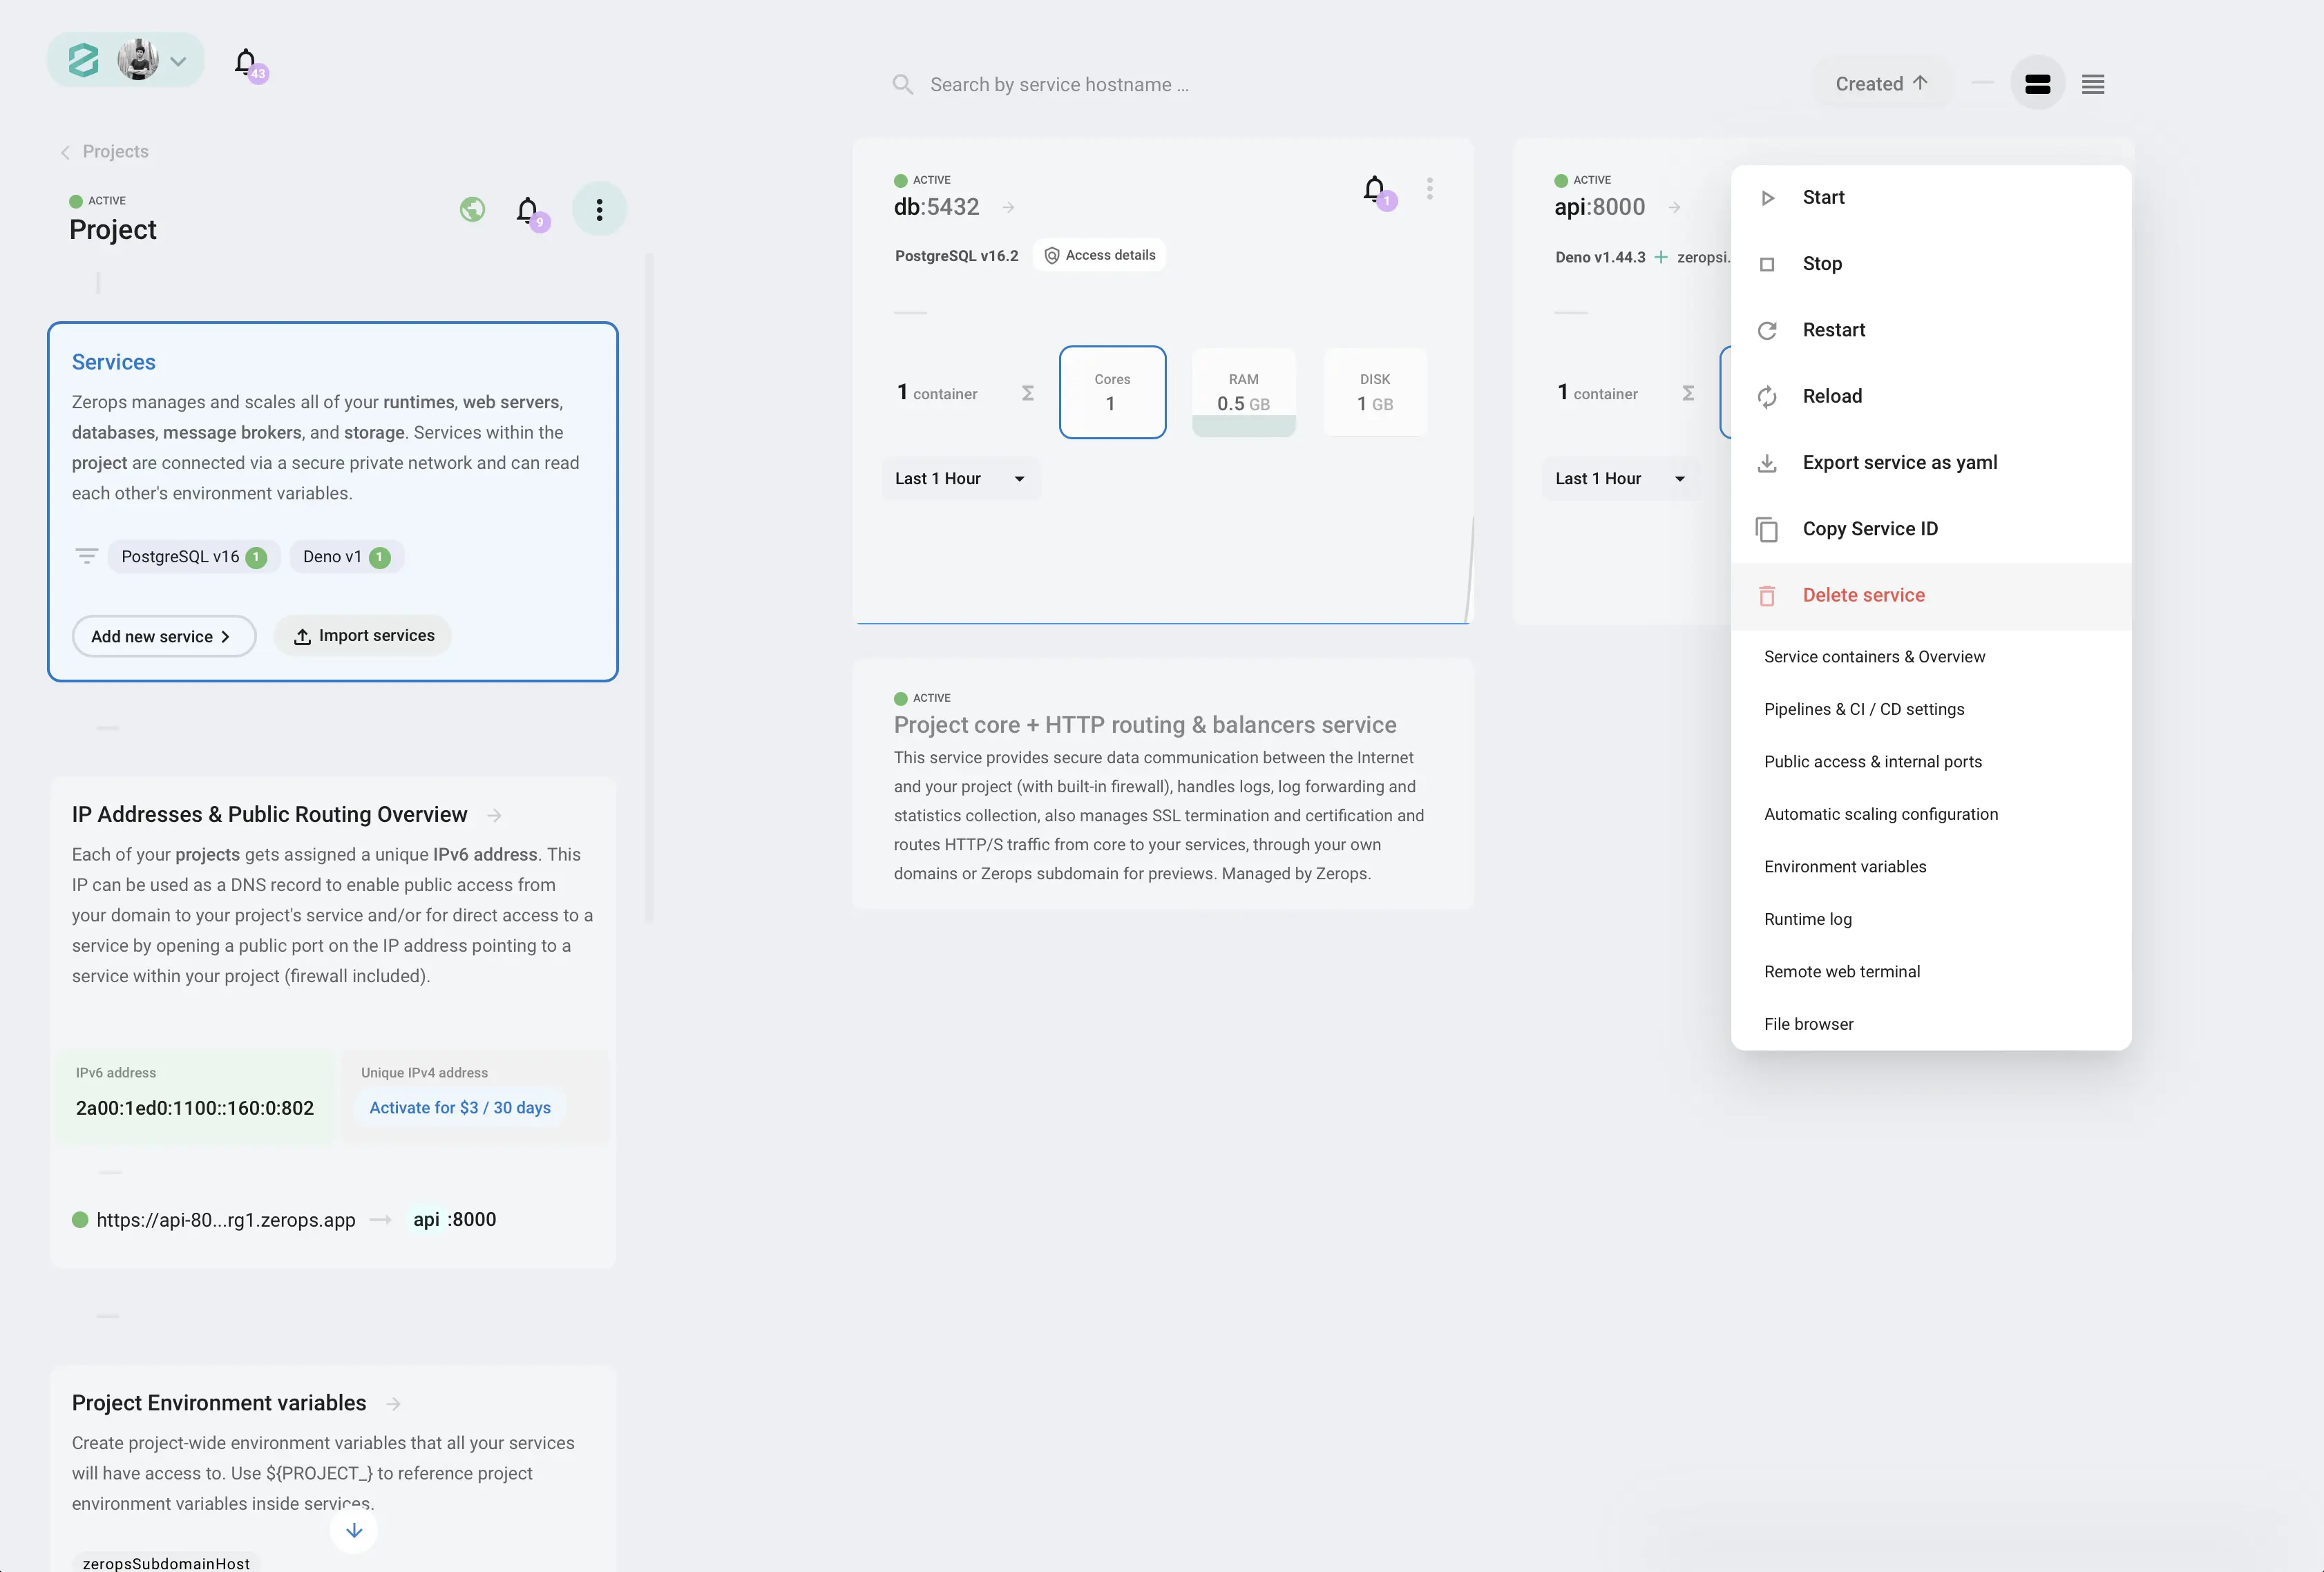 43
Search by service hostname ...
Created
Projects
ACTIVE
Project
9
Services
Zerops manages and scales all of your runtimes, web servers,
databases, message brokers, and storage. Services within the
project are connected via a secure private network and can read
each other's environment variables.
PostgreSQL v16 1
Deno v1 1
Add new service
Import services
IP Addresses & Public Routing Overview
Each of your projects gets assigned a unique IPv6 address. This
IP can be used as a DNS record to enable public access from
your domain to your project's service and/or for direct access to a
service by opening a public port on the IP address pointing to a
service within your project (firewall included).
IPv6 address
2a00:1ed0:1100::160:0:802
Unique IPv4 address
Activate for $3 / 30 days
https://api-80...rg1.zerops.app → api :8000
Project Environment variables
Create project-wide environment variables that all your services
will have access to. Use ${PROJECT_} to reference project
environment variables inside services.
zeropsSubdomainHost
ACTIVE
db:5432
1
PostgreSQL v16.2
Access details
1 container
Σ
Cores
1
RAM
0.5 GB
DISK
1 GB
Last 1 Hour
ACTIVE
Project core + HTTP routing & balancers service
This service provides secure data communication between the Internet
and your project (with built-in firewall), handles logs, log forwarding and
statistics collection, also manages SSL termination and certification and
routes HTTP/S traffic from core to your services, through your own
domains or Zerops subdomain for previews. Managed by Zerops.
ACTIVE
api:8000
Deno v1.44.3 + zeropsi.
1 container
Σ
Last 1 Hour
Start
Stop
Restart
Reload
Export service as yaml
Copy Service ID
Delete service
Service containers & Overview
Pipelines & CI / CD settings
Public access & internal ports
Automatic scaling configuration
Environment variables
Runtime log
Remote web terminal
File browser